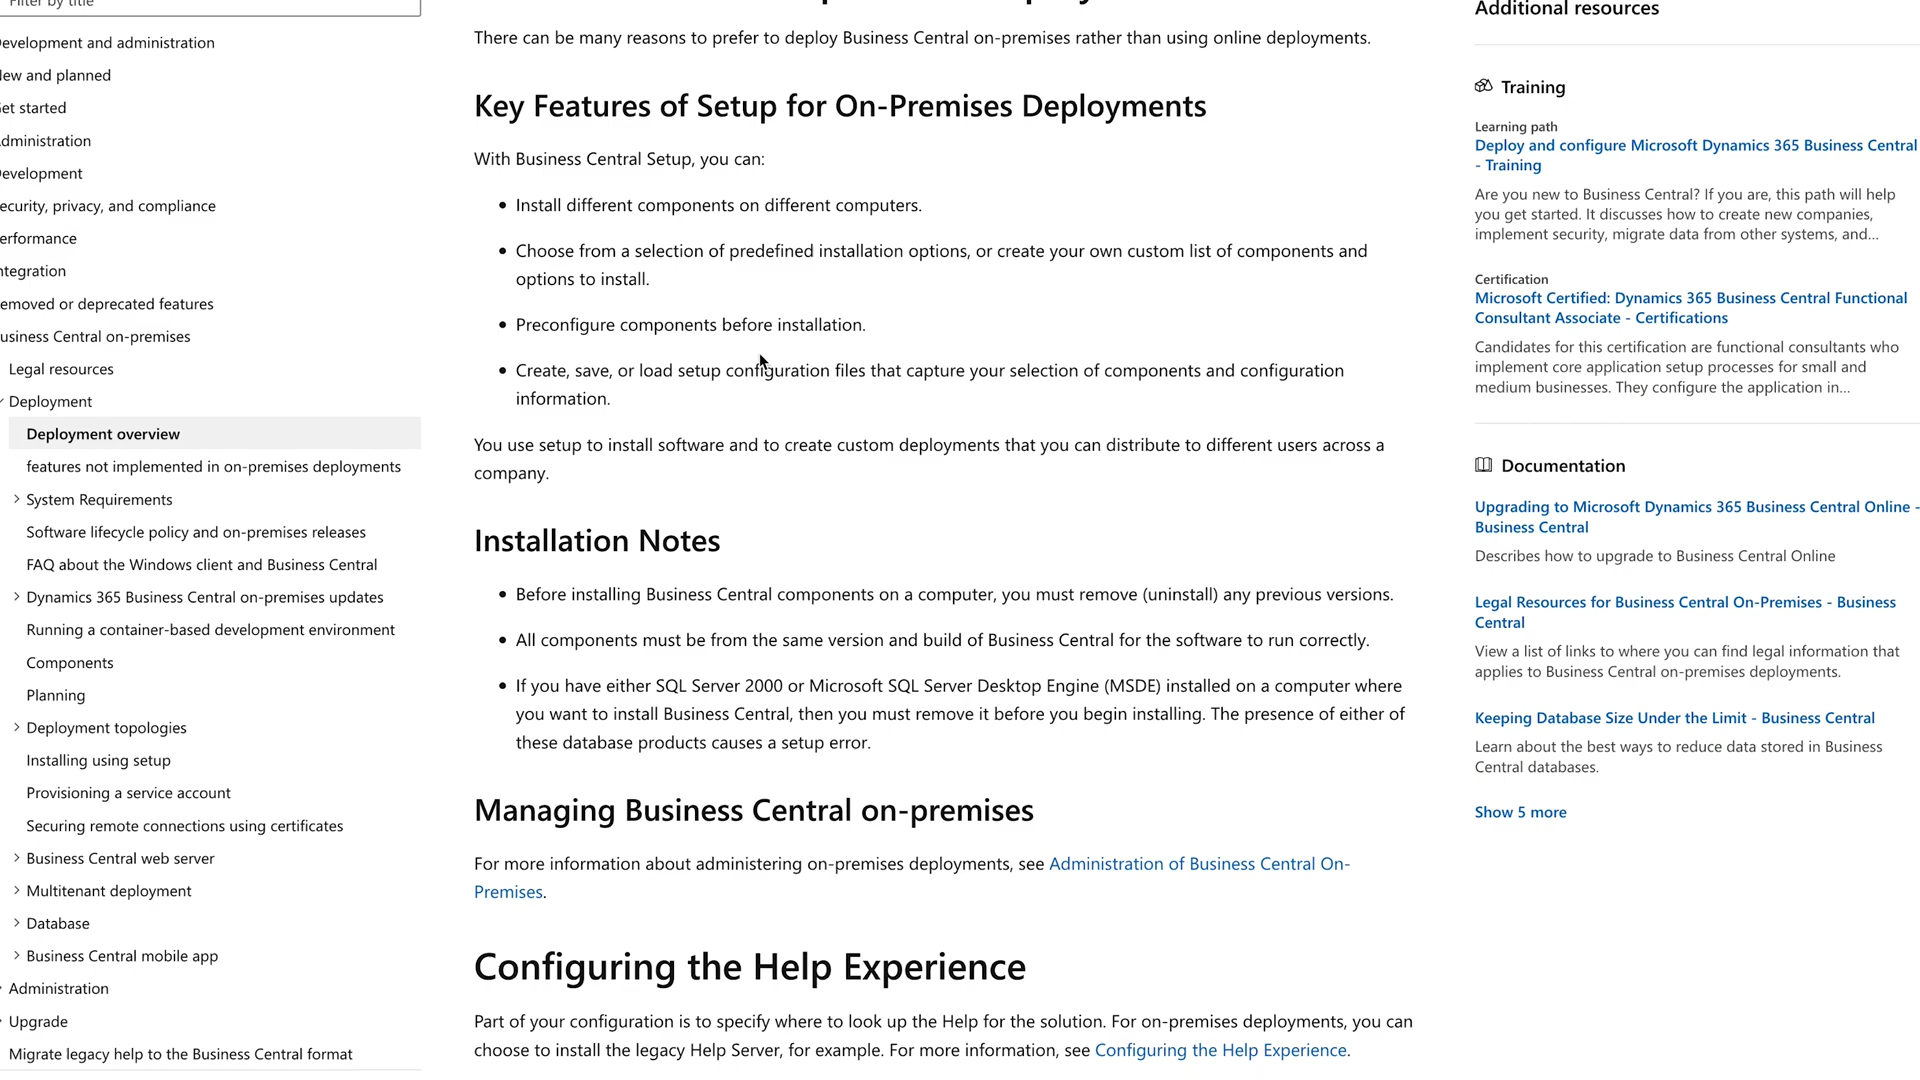 Filter by title
evelopment and administration
ew and planned
et started
dministration
evelopment
ecurity, privacy, and compliance
erformance
ntegration
emoved or deprecated features
usiness Central on-premises
Legal resources
Deployment
Deployment overview
features not implemented in on-premises deployments
System Requirements
Software lifecycle policy and on-premises releases
FAQ about the Windows client and Business Central
Dynamics 365 Business Central on-premises updates
Running a container-based development environment
Components
Planning
Deployment topologies
Installing using setup
Provisioning a service account
Securing remote connections using certificates
Business Central web server
Multitenant deployment
Database
Business Central mobile app
Administration
Upgrade
Migrate legacy help to the Business Central format
There can be many reasons to prefer to deploy Business Central on-premises rather than using online deployments.
Key Features of Setup for On-Premises Deployments
With Business Central Setup, you can:
• Install different components on different computers.
• Choose from a selection of predefined installation options, or create your own custom list of components and
options to install.
• Preconfigure components before installation.
• Create, save, or load setup configuration files that capture your selection of components and configuration
information.
You use setup to install software and to create custom deployments that you can distribute to different users across a
company.
Installation Notes
• Before installing Business Central components on a computer, you must remove (uninstall) any previous versions.
• All components must be from the same version and build of Business Central for the software to run correctly.
• If you have either SQL Server 2000 or Microsoft SQL Server Desktop Engine (MSDE) installed on a computer where
you want to install Business Central, then you must remove it before you begin installing. The presence of either of
these database products causes a setup error.
Managing Business Central on-premises
For more information about administering on-premises deployments, see Administration of Business Central On-
Premises.
Configuring the Help Experience
Part of your configuration is to specify where to look up the Help for the solution. For on-premises deployments, you can
choose to install the legacy Help Server, for example. For more information, see Configuring the Help Experience.
Additional resources
Training
Learning path
Deploy and configure Microsoft Dynamics 365 Business Central
- Training
Are you new to Business Central? If you are, this path will help
you get started. It discusses how to create new companies,
implement security, migrate data from other systems, and...
Certification
Microsoft Certified: Dynamics 365 Business Central Functional
Consultant Associate - Certifications
Candidates for this certification are functional consultants who
implement core application setup processes for small and
medium businesses. They configure the application in...
Documentation
Upgrading to Microsoft Dynamics 365 Business Central Online -
Business Central
Describes how to upgrade to Business Central Online
Legal Resources for Business Central On-Premises - Business
Central
View a list of links to where you can find legal information that
applies to Business Central on-premises deployments.
Keeping Database Size Under the Limit - Business Central
Learn about the best ways to reduce data stored in Business
Central databases.
Show 5 more